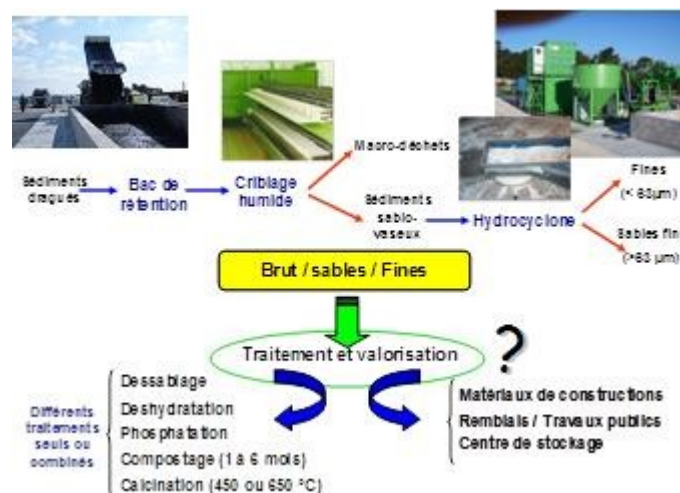 Macro-déchets
Sédiments
dragués
Bac de
rétention
Criblage
humide
Sédiments
sablo-
vaseux
Hydrocyclone
Fines
(< 63µm)
Sables fins
(>63 µm)
Brut / sables / Fines
Traitement et valorisation
?
Différents
traitements
seuls ou
combinés
Dessablage
Deshydratation
Phosphatation
Compostage (1 à 6 mois)
Calcination (450 ou 650 °C)
Matériaux de constructions
Remblais / Travaux publics
Centre de stockage